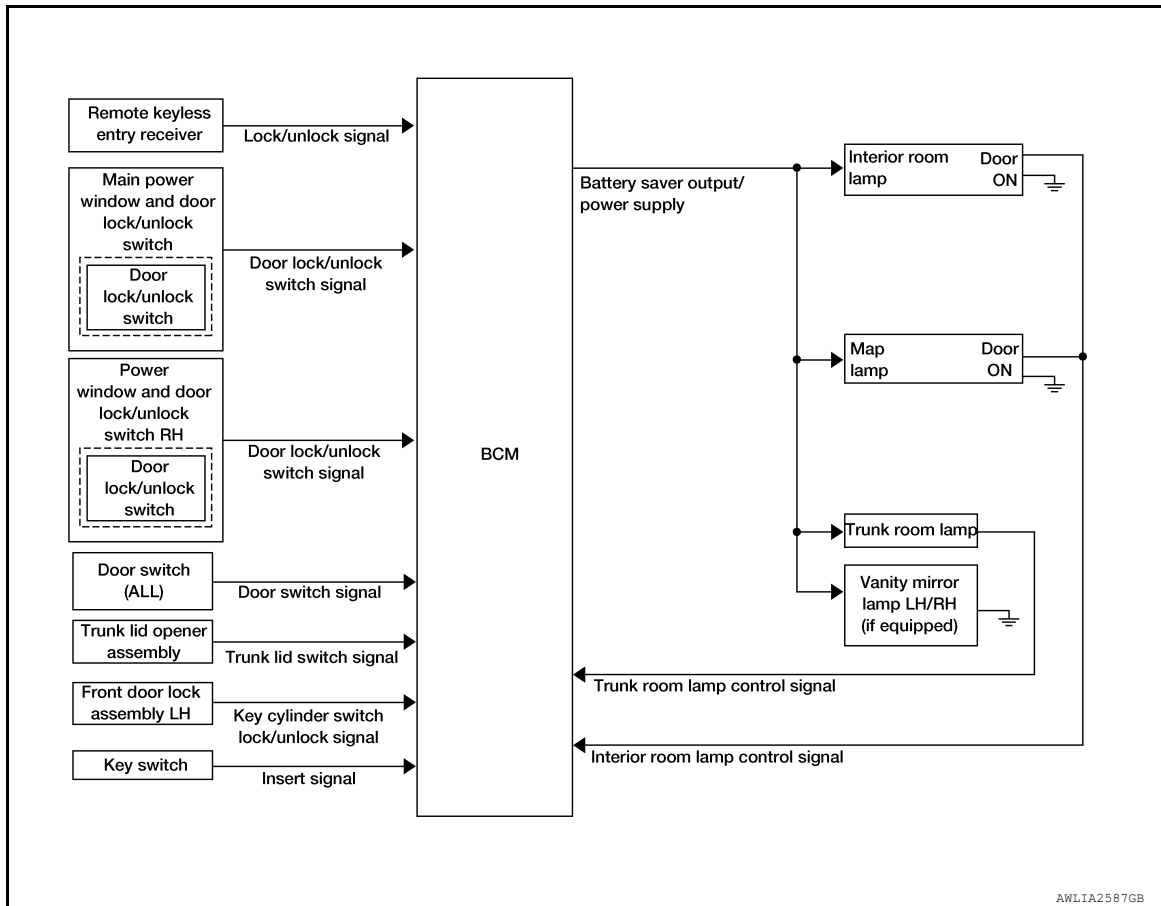 Remote keyless
entry receiver
Lock/unlock signal
Main power
window and door
lock/unlock
switch
Door
lock/unlock
switch
Door lock/unlock
switch signal
Power
window and door
lock/unlock
switch RH
Door
lock/unlock
switch
Door lock/unlock
switch signal
Door switch
(ALL)
Door switch signal
Trunk lid opener
assembly
Trunk lid switch signal
Front door lock
assembly LH
Key cylinder switch
lock/unlock signal
Key switch
Insert signal
BCM
Battery saver output/
power supply
Interior room
lamp
Door
ON
Map
lamp
Door
ON
Trunk room lamp
Vanity mirror
lamp LH/RH
(if equipped)
Trunk room lamp control signal
Interior room lamp control signal
AWLIA2587GB